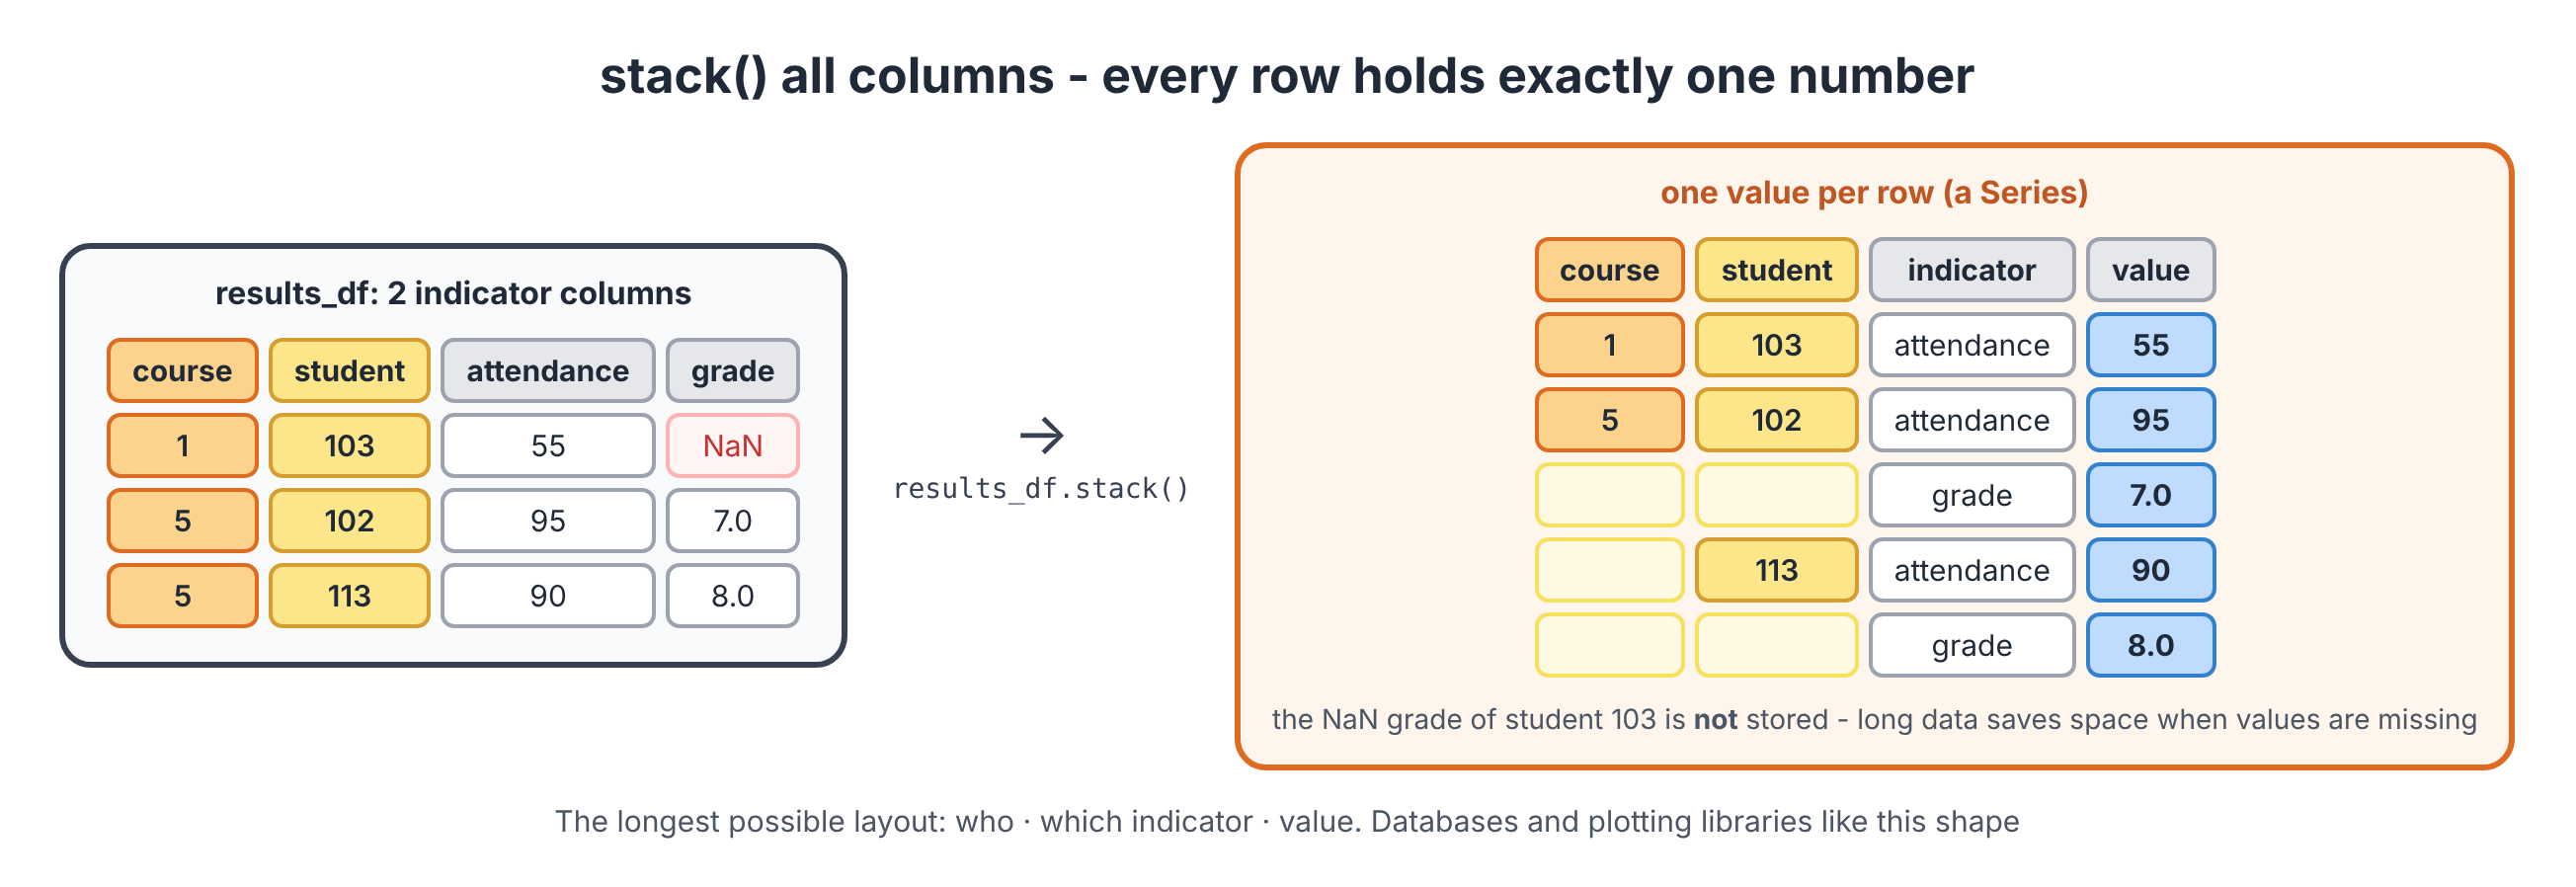 stack() all columns - every row holds exactly one number
results_df: 2 indicator columns
course student attendance grade
1 103 55 NaN
5 102 95 7.0
5 113 90 8.0
→
results_df.stack()
one value per row (a Series)
course student indicator value
1 103 attendance 55
5 102 attendance 95
grade 7.0
113 attendance 90
grade 8.0
the NaN grade of student 103 is not stored - long data saves space when values are missing
The longest possible layout: who · which indicator · value. Databases and plotting libraries like this shape